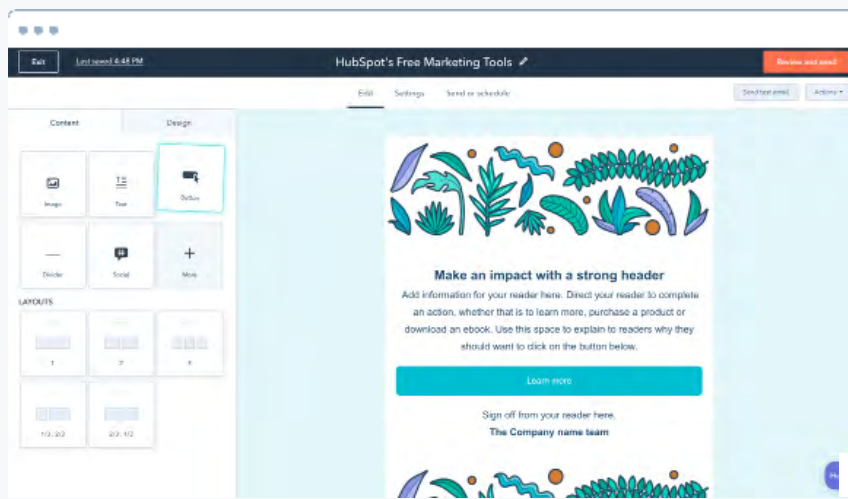 Exit
Last saved 4:48 PM
HubSpot's Free Marketing Tools
Review and send
Edit
Settings
Send or schedule
Send test email
Actions
Content
Design
Image
Text
Button
Divider
Social
More
LAYOUTS
1
2
3
1/3 : 2/3
2/3 : 1/3
Make an impact with a strong header
Add information for your reader here. Direct your reader to complete
an action, whether that is to learn more, purchase a product or
download an ebook. Use this space to explain to readers why they
should want to click on the button below.
Learn more
Sign off from your reader here.
The Company name team